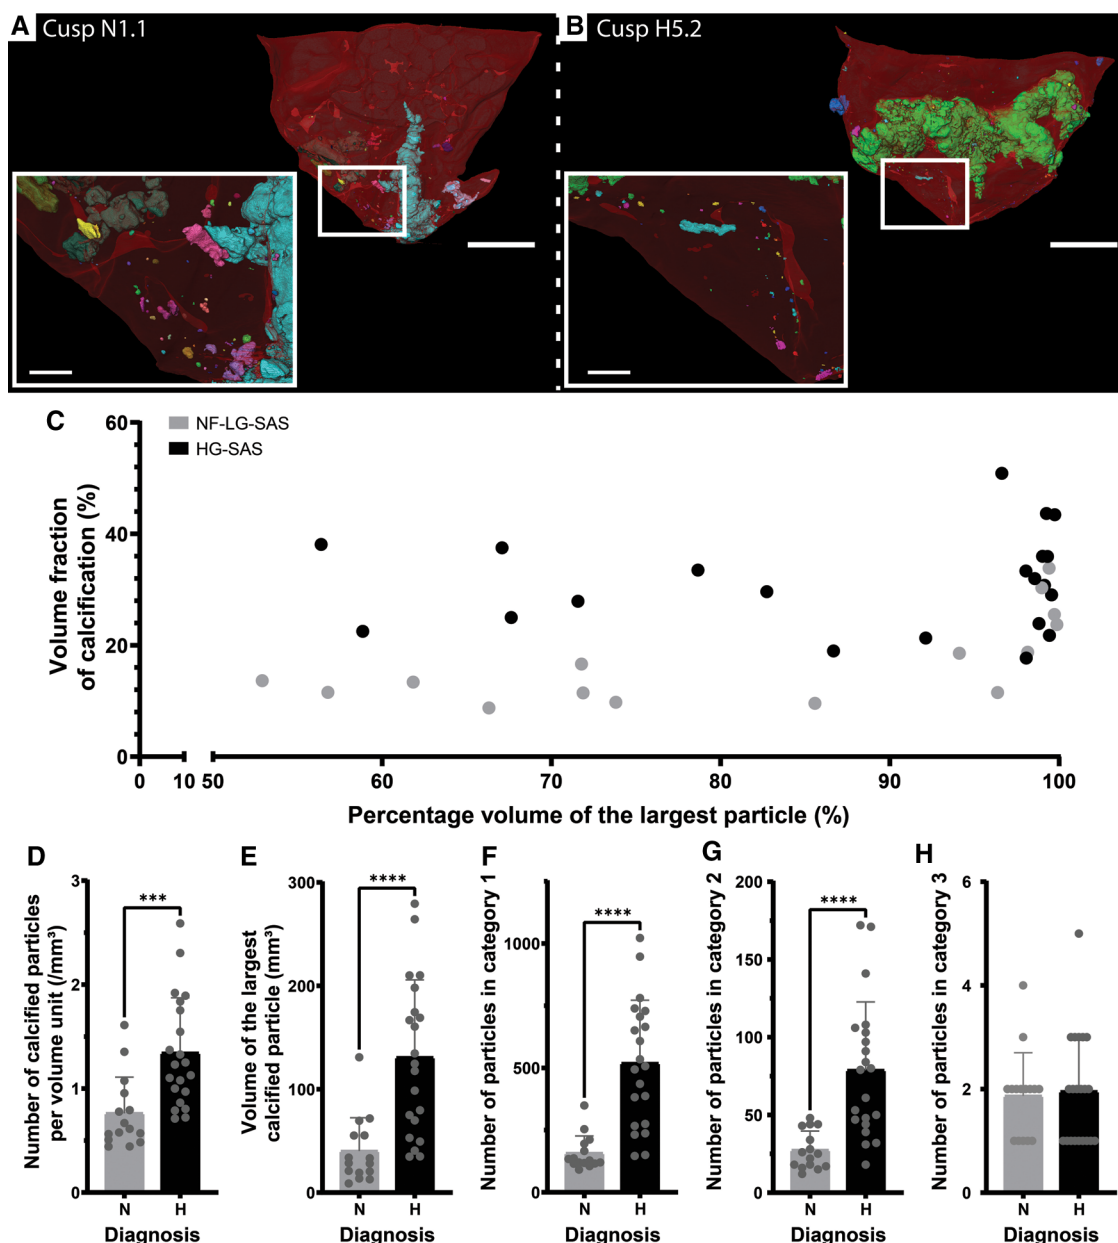 A Cusp N1.1
B Cusp H5.2
C
NF-LG-SAS
HG-SAS
Volume fraction
of calcification (%)
60
40
20
0
0 10 50 60 70 80 90 100
Percentage volume of the largest particle (%)
D
Number of calcified particles
per volume unit (/mm³)
3
2
1
0
***
N H
Diagnosis
E
Volume of the largest
calcified particle (mm³)
300
200
100
0
****
N H
Diagnosis
F
Number of particles in category 1
1000
500
0
****
N H
Diagnosis
G
Number of particles in category 2
200
150
100
50
0
****
N H
Diagnosis
H
Number of particles in category 3
6
4
2
0
N H
Diagnosis